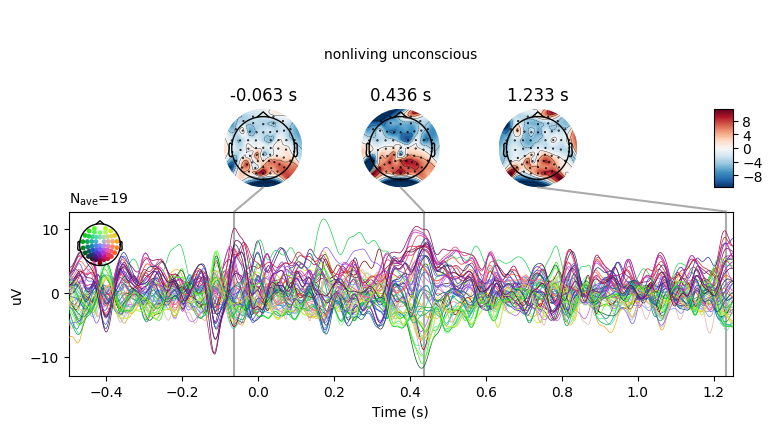 nonliving unconscious
-0.063 s 0.436 s 1.233 s
8
4
0
−4
−8
Nave=19
10
0
−10
uV
−0.4 −0.2 0.0 0.2 0.4 0.6 0.8 1.0 1.2
Time (s)